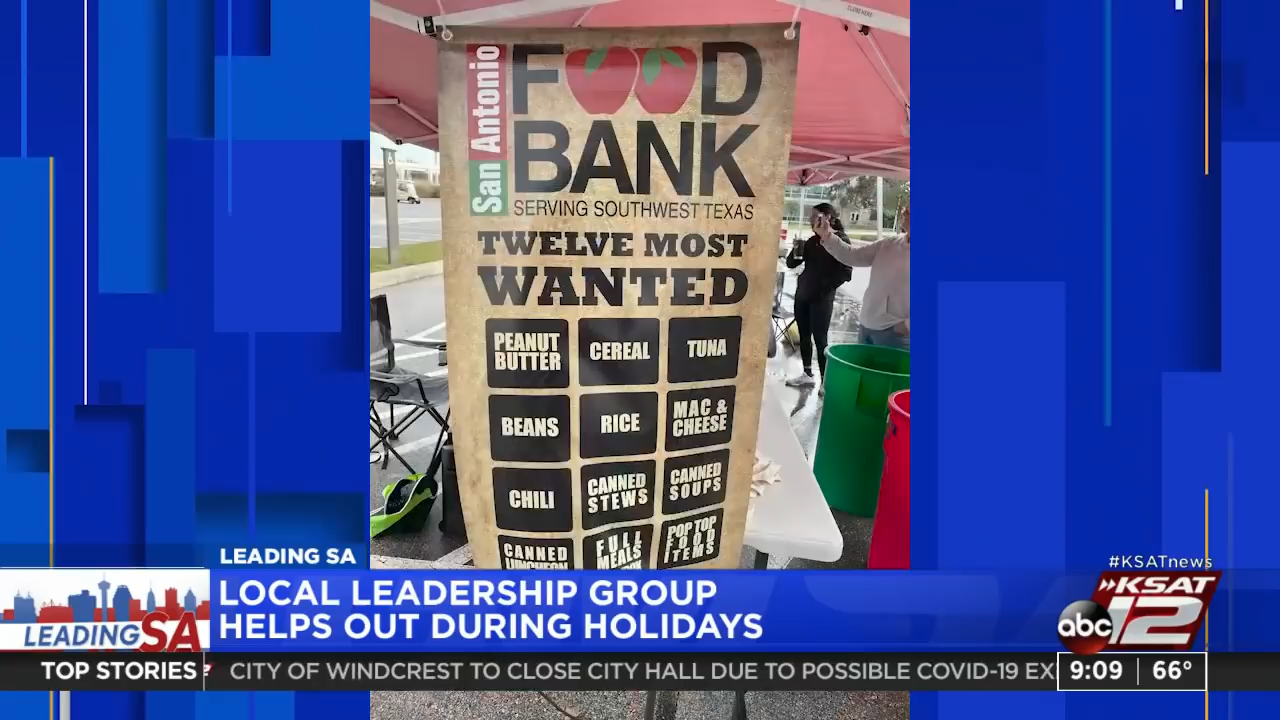 San Antonio
FOOD
BANK
SERVING SOUTHWEST TEXAS
TWELVE MOST
WANTED
PEANUT
BUTTER
CEREAL
TUNA
BEANS
RICE
MAC &
CHEESE
CHILI
CANNED
STEWS
CANNED
SOUPS
CANNED
LUNCHEON
FULL
MEALS
POP TOP
FOOD
ITEMS
LEADING SA
#KSATnews
LOCAL LEADERSHIP GROUP
HELPS OUT DURING HOLIDAYS
LEADING SA
KSAT
abc 12
TOP STORIES
CITY OF WINDCREST TO CLOSE CITY HALL DUE TO POSSIBLE COVID-19 EX
9:09 66°